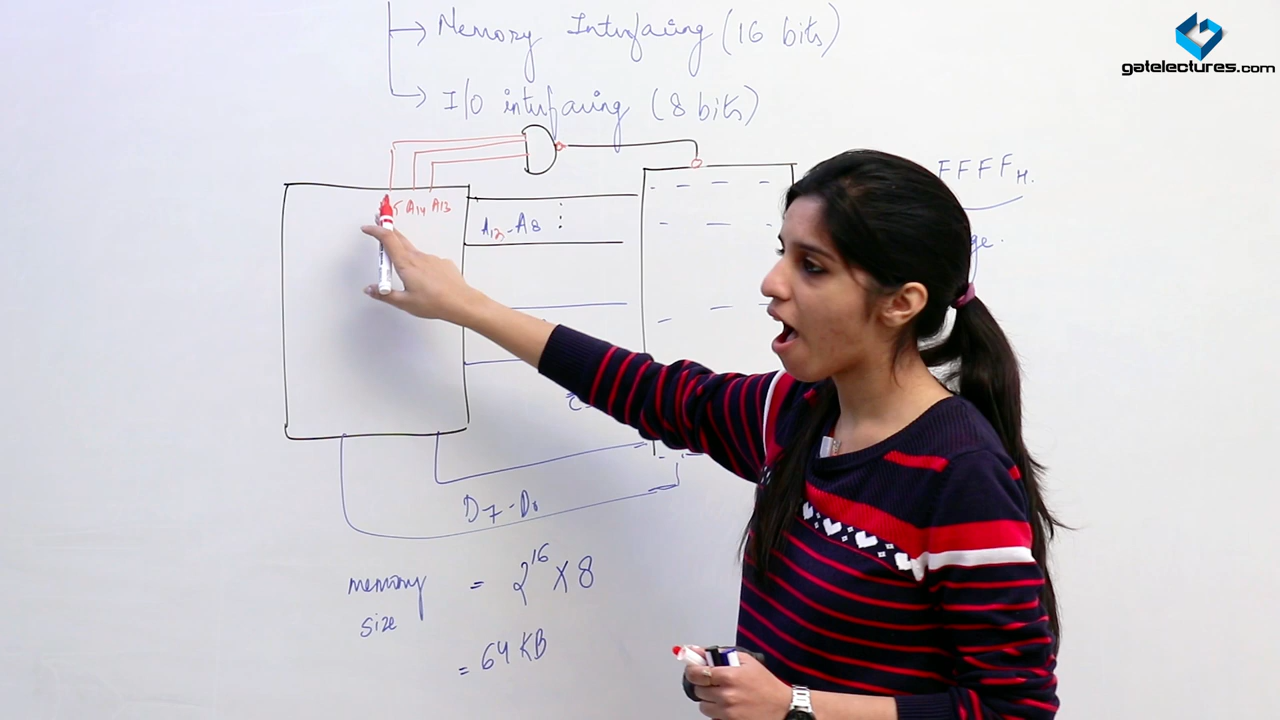 Memory Interfacing (16 bits)
I/O interfacing (8 bits)
gatelectures.com
A14 A13
A12-A8
FFFFH.
D7-D0
memory size = 2^16 X 8
= 64 KB